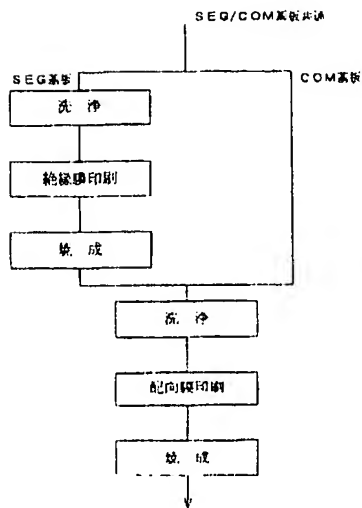 SEG/COM基板共通
SEG基板
COM基板
洗 浄
絶縁膜印刷
焼 成
洗 浄
配向膜印刷
焼 成